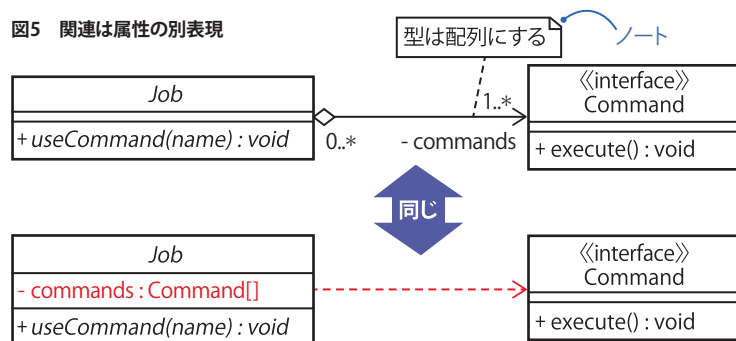 図5 関連は属性の別表現
型は配列にする
ノート
Job
+ useCommand(name) : void
0..*
1..*
- commands
《interface》
Command
+ execute() : void
同じ
Job
- commands : Command[]
+ useCommand(name) : void
《interface》
Command
+ execute() : void